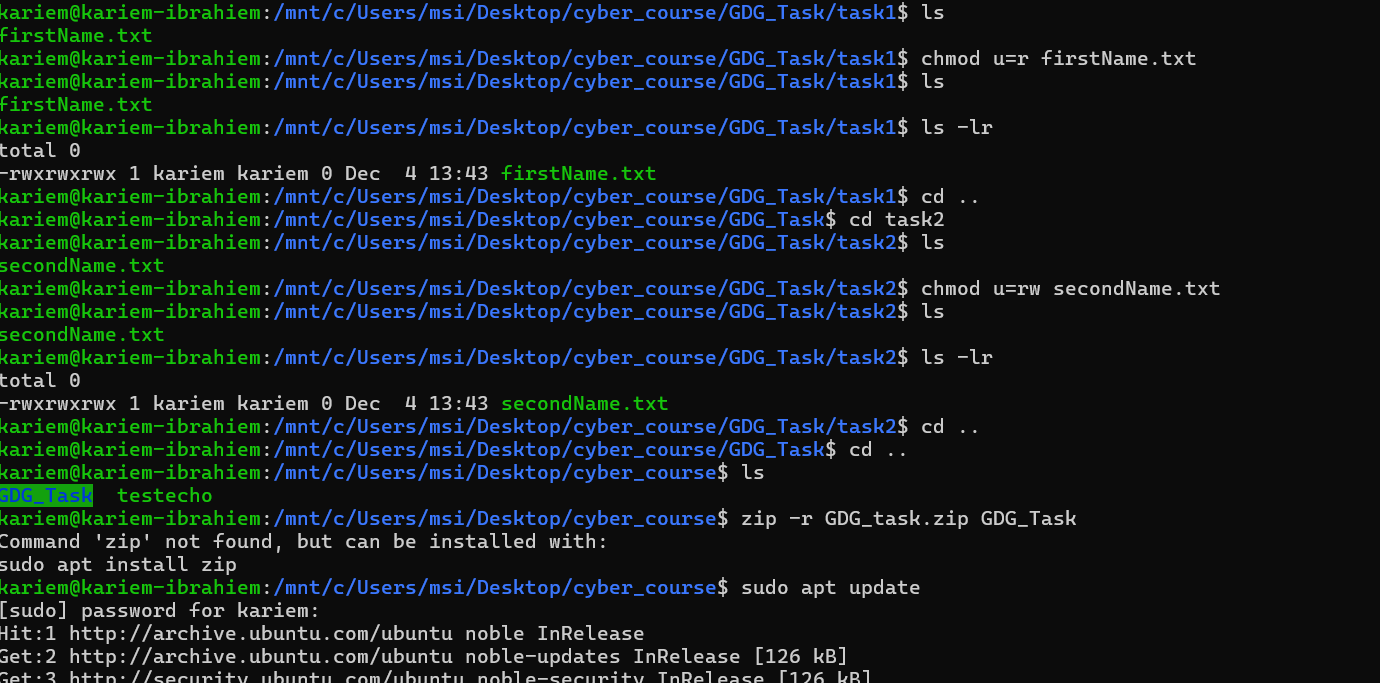 kariem@kariem-ibrahiem:/mnt/c/Users/msi/Desktop/cyber_course/GDG_Task/task1$ ls
firstName.txt
kariem@kariem-ibrahiem:/mnt/c/Users/msi/Desktop/cyber_course/GDG_Task/task1$ chmod u=r firstName.txt
kariem@kariem-ibrahiem:/mnt/c/Users/msi/Desktop/cyber_course/GDG_Task/task1$ ls
firstName.txt
kariem@kariem-ibrahiem:/mnt/c/Users/msi/Desktop/cyber_course/GDG_Task/task1$ ls -lr
total 0
-rwxrwxrwx 1 kariem kariem 0 Dec  4 13:43 firstName.txt
kariem@kariem-ibrahiem:/mnt/c/Users/msi/Desktop/cyber_course/GDG_Task/task1$ cd ..
kariem@kariem-ibrahiem:/mnt/c/Users/msi/Desktop/cyber_course/GDG_Task$ cd task2
kariem@kariem-ibrahiem:/mnt/c/Users/msi/Desktop/cyber_course/GDG_Task/task2$ ls
secondName.txt
kariem@kariem-ibrahiem:/mnt/c/Users/msi/Desktop/cyber_course/GDG_Task/task2$ chmod u=rw secondName.txt
kariem@kariem-ibrahiem:/mnt/c/Users/msi/Desktop/cyber_course/GDG_Task/task2$ ls
secondName.txt
kariem@kariem-ibrahiem:/mnt/c/Users/msi/Desktop/cyber_course/GDG_Task/task2$ ls -lr
total 0
-rwxrwxrwx 1 kariem kariem 0 Dec  4 13:43 secondName.txt
kariem@kariem-ibrahiem:/mnt/c/Users/msi/Desktop/cyber_course/GDG_Task/task2$ cd ..
kariem@kariem-ibrahiem:/mnt/c/Users/msi/Desktop/cyber_course/GDG_Task$ cd ..
kariem@kariem-ibrahiem:/mnt/c/Users/msi/Desktop/cyber_course$ ls
GDG_Task  testecho
kariem@kariem-ibrahiem:/mnt/c/Users/msi/Desktop/cyber_course$ zip -r GDG_task.zip GDG_Task
Command 'zip' not found, but can be installed with:
sudo apt install zip
kariem@kariem-ibrahiem:/mnt/c/Users/msi/Desktop/cyber_course$ sudo apt update
[sudo] password for kariem:
Hit:1 http://archive.ubuntu.com/ubuntu noble InRelease
Get:2 http://archive.ubuntu.com/ubuntu noble-updates InRelease [126 kB]
Get:3 http://security.ubuntu.com/ubuntu noble-security InRelease [126 kB]